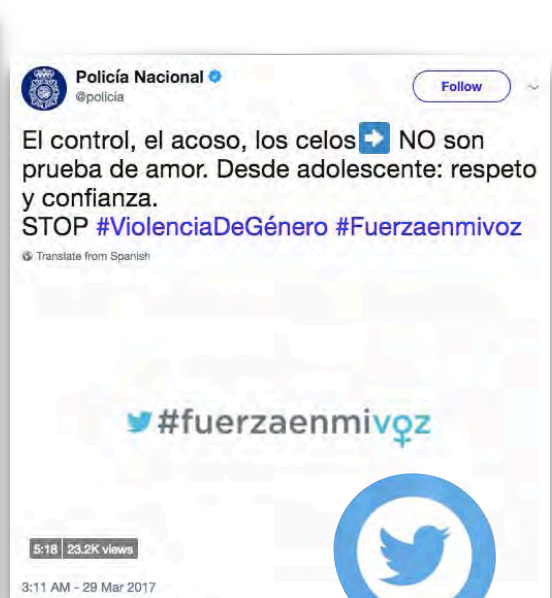 Policía Nacional
@policia
Follow
El control, el acoso, los celos➡️ NO son
prueba de amor. Desde adolescente: respeto
y confianza.
STOP #ViolenciaDeGénero #Fuerzaenmivoz
Translate from Spanish
#fuerzaenmivoz
5:18 23.2K views
3:11 AM - 29 Mar 2017